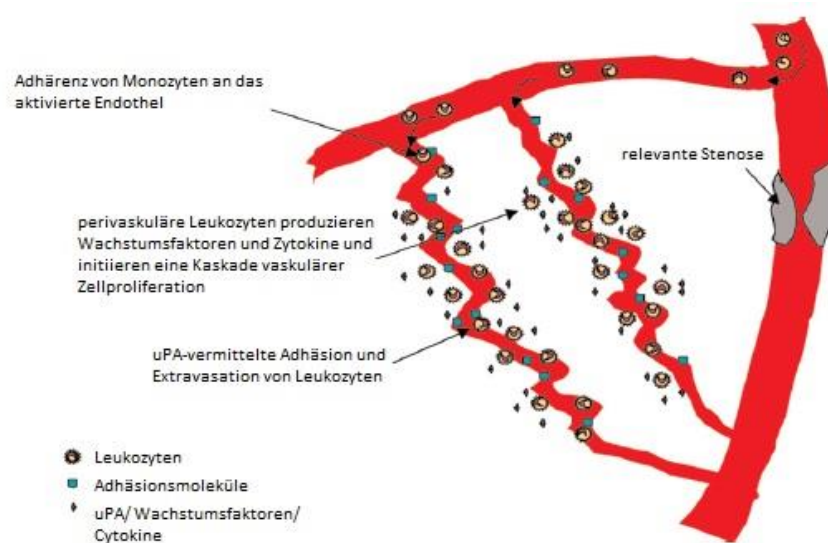 Adhärenz von Monozyten an das
aktivierte Endothel
relevante Stenose
perivaskuläre Leukozyten produzieren
Wachstumsfaktoren und Zytokine und
initiieren eine Kaskade vaskulärer
Zellproliferation
uPA-vermittelte Adhäsion und
Extravasation von Leukozyten
Leukozyten
Adhäsionsmoleküle
uPA/ Wachstumsfaktoren/
Cytokine